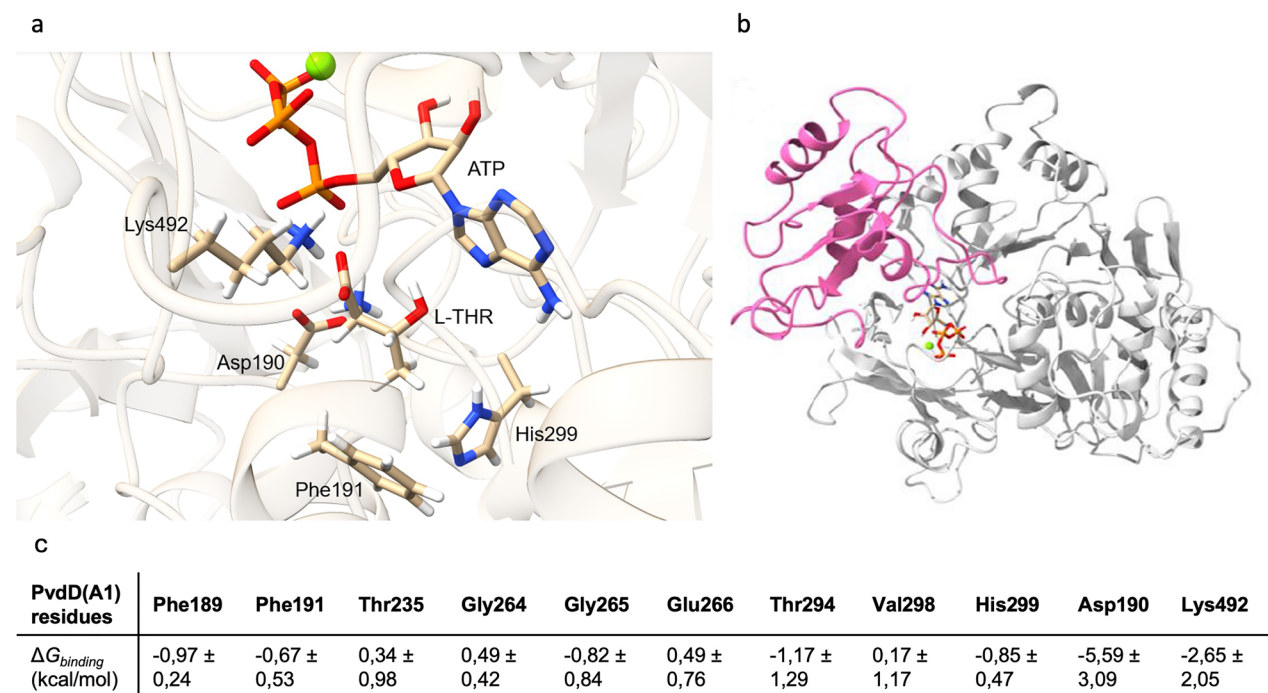 a
b
ATP
Lys492
L-THR
Asp190
His299
Phe191
c
PvdD(A1) residues Phe189 Phe191 Thr235 Gly264 Gly265 Glu266 Thr294 Val298 His299 Asp190 Lys492
ΔGbinding -0,97 ± -0,67 ± 0,34 ± 0,49 ± -0,82 ± 0,49 ± -1,17 ± 0,17 ± -0,85 ± -5,59 ± -2,65 ±
(kcal/mol) 0,24 0,53 0,98 0,42 0,84 0,76 1,29 1,17 0,47 3,09 2,05